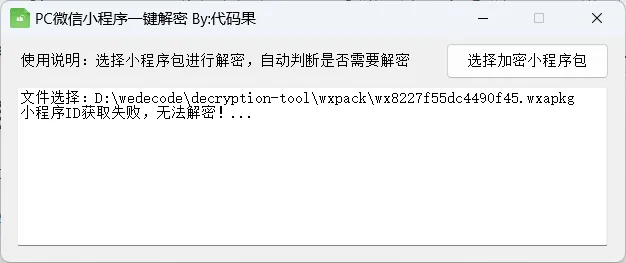 PC微信小程序一键解密 By:代码果
使用说明：选择小程序包进行解密，自动判断是否需要解密
选择加密小程序包
文件选择：D:\wedecode\decryption-tool\wxpack\wx8227f55dc4490f45.wxapkg
小程序ID获取失败，无法解密！...